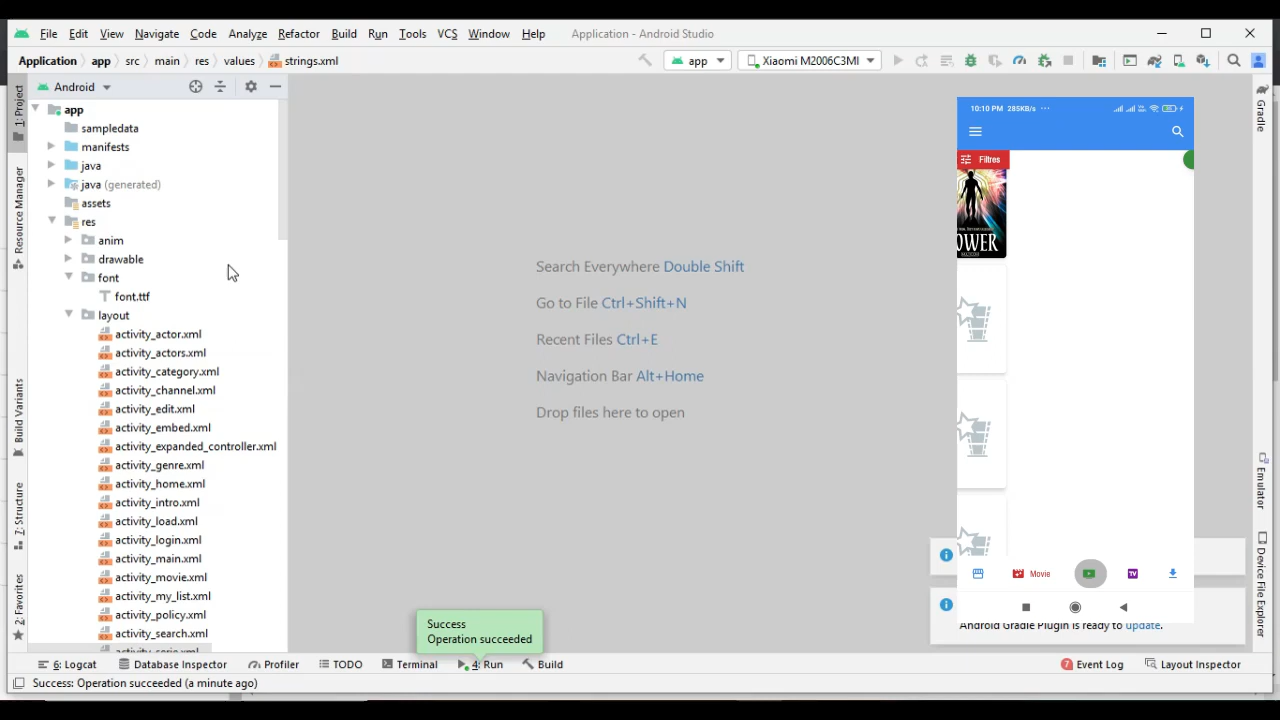 File Edit View Navigate Code Analyze Refactor Build Run Tools VCS Window Help Application - Android Studio
Application app src main res values strings.xml app Xiaomi M2006C3MI
1: Project
Resource Manager
Build Variants
7: Structure
2: Favorites
Android
app
sampledata
manifests
java
java (generated)
assets
res
anim
drawable
font
font.ttf
layout
activity_actor.xml
activity_actors.xml
activity_category.xml
activity_channel.xml
activity_edit.xml
activity_embed.xml
activity_expanded_controller.xml
activity_genre.xml
activity_home.xml
activity_intro.xml
activity_load.xml
activity_login.xml
activity_main.xml
activity_movie.xml
activity_my_list.xml
activity_policy.xml
activity_search.xml
activity_serie.xml
Search Everywhere Double Shift
Go to File Ctrl+Shift+N
Recent Files Ctrl+E
Navigation Bar Alt+Home
Drop files here to open
10:10 PM 285KB/s ...
Filtres
OWER
Movie
TV
Android Gradle Plugin is ready to update.
Gradle
Emulator
Device File Explorer
Success
Operation succeeded
6: Logcat Database Inspector Profiler TODO Terminal 4: Run Build 7 Event Log Layout Inspector
Success: Operation succeeded (a minute ago)